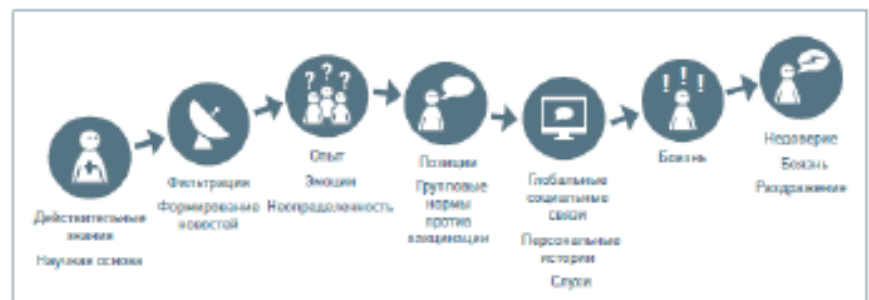 Действительные
знания
Научная основа
Фильтрация
Формирование
новостей
? ? ?
Опыт
Эмоции
Неопределенность
Позиции
Групповые
нормы
против
вакцинации
Глобальные
социальные
связи
Персональные
истории
Слухи
! ! !
Боязнь
Недоверие
Боязнь
Раздражение